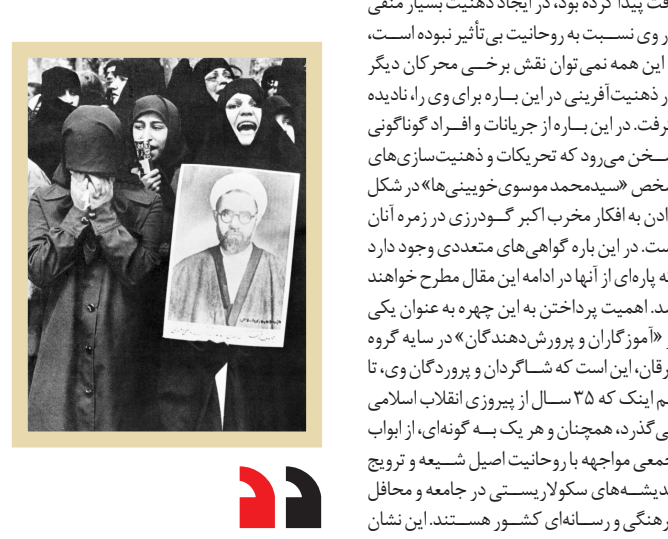 فت پیدا کرده بود، در ایجاد ذهنیت بسیار منفی
ر وی نسبت به روحانیت بی‌تأثیر نبوده است،
این همه نمی‌توان نقش برخی محرکان دیگر
ر ذهنیت‌آفرینی در این باره برای وی را، نادیده
گرفت. در این باره از جریانات و افراد گوناگونی
سخن می‌رود که تحریکات و ذهنیت‌سازی‌های
شخص «سیدمحمد موسوی‌خویینی‌ها» در شکل
دادن به افکار مخرب اکبر گودرزی در زمره آنان
ست. در این باره گواهی‌های متعددی وجود دارد
که پاره‌ای از آنها در ادامه این مقال مطرح خواهند
شد. اهمیت پرداختن به این چهره به عنوان یکی
ز «آموزگاران و پرورش‌دهندگان» در سایه گروه
رقان، این است که شاگردان و پروردگان وی، تا
م اینک که ۳۵ سال از پیروزی انقلاب اسلامی
ی‌گذرد، همچنان و هر یک به گونه‌ای، از ابواب
جمعی مواجهه با روحانیت اصیل شیعه و ترویج
ندیشه‌های سکولاریستی در جامعه و محافل
رهنگی و رسانه‌ای کشور هستند. این نشان